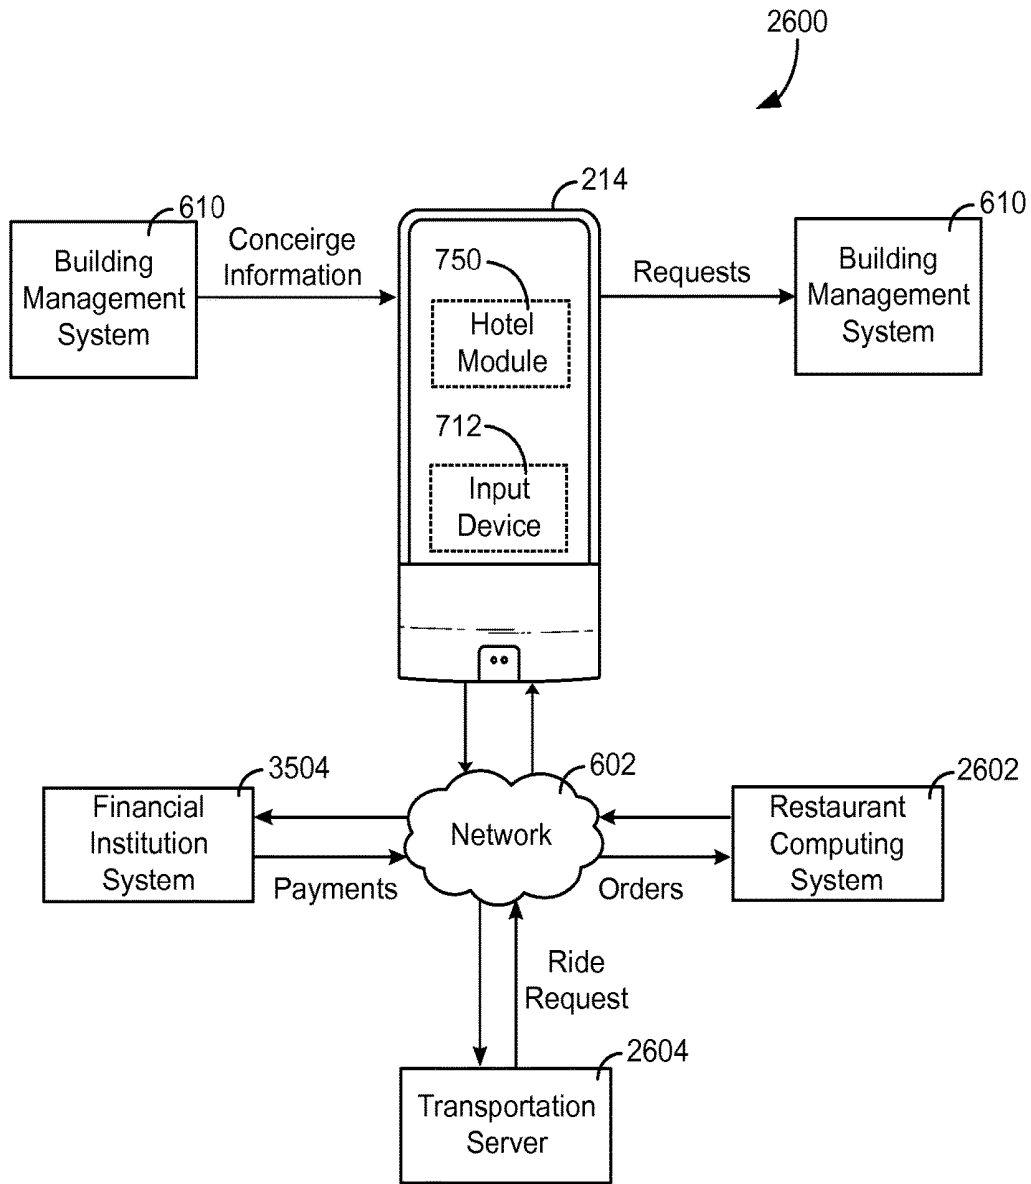 2600
214
610
Building
Management
System
Conceirge
Information
750
Hotel
Module
712
Input
Device
Requests
610
Building
Management
System
3504
Financial
Institution
System
Payments
602
Network
2602
Restaurant
Computing
System
Orders
Ride
Request
2604
Transportation
Server